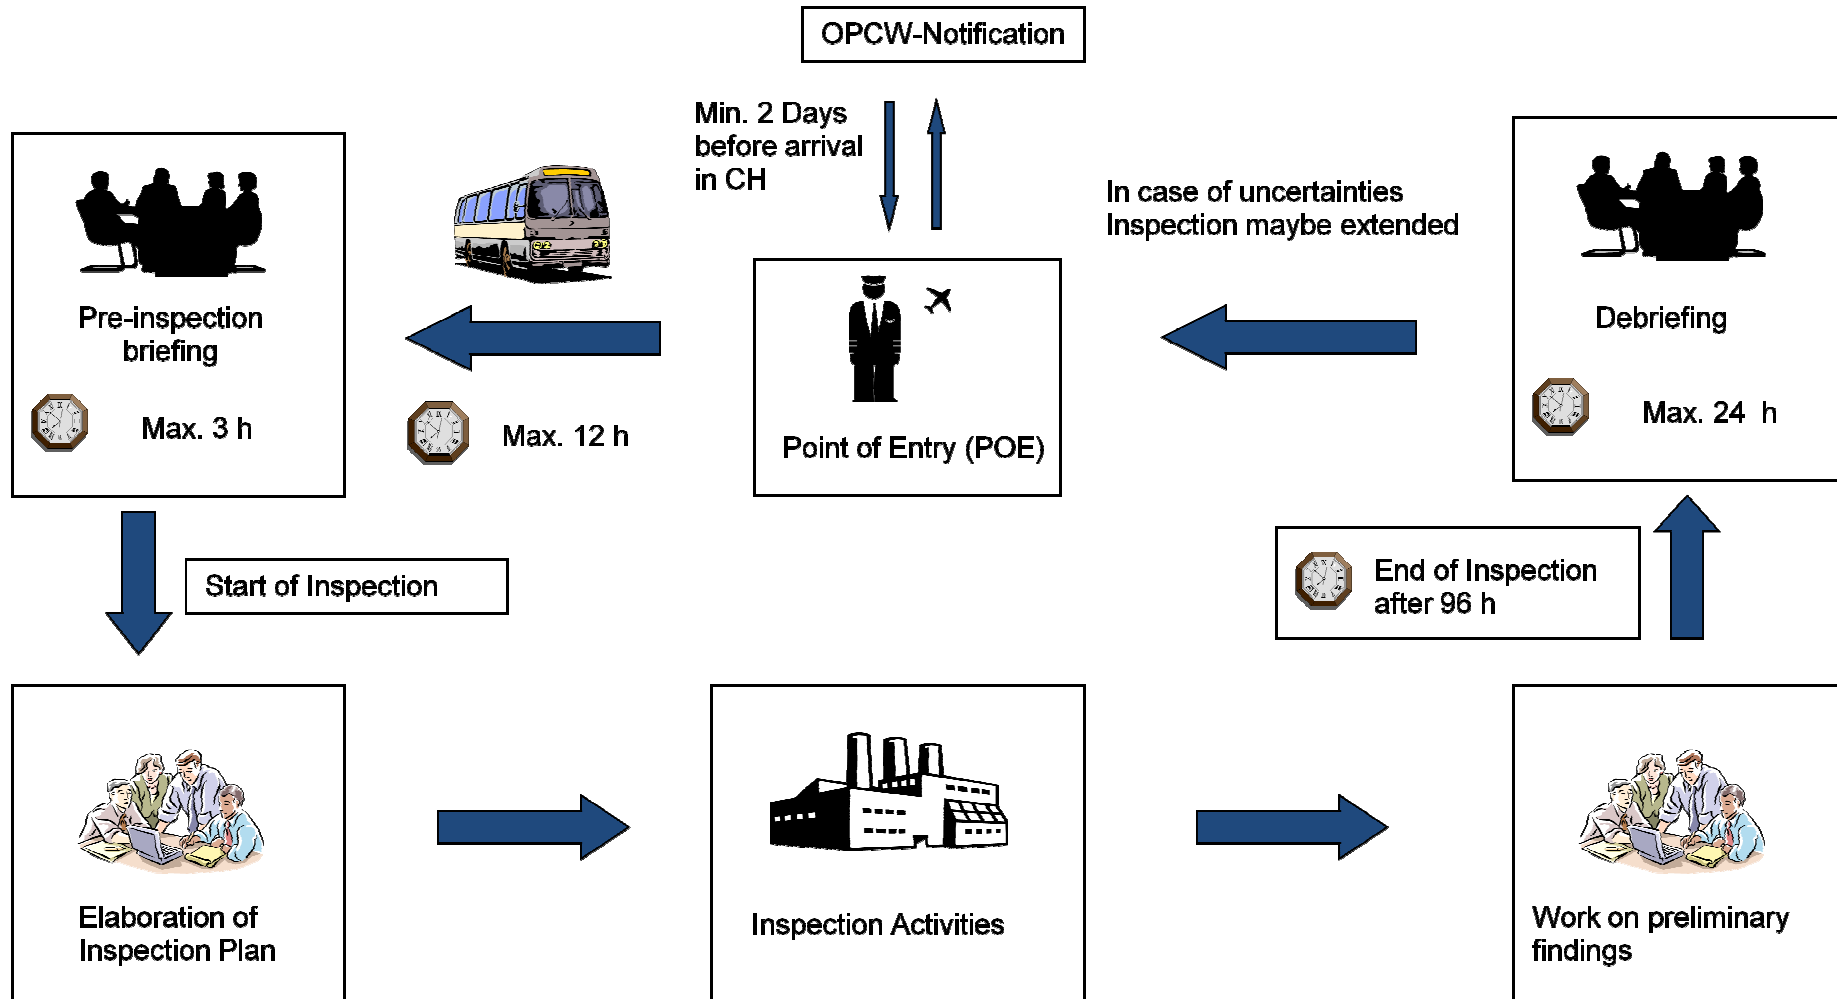 OPCW-Notification
Min. 2 Days
before arrival
in CH
In case of uncertainties
Inspection maybe extended
Pre-inspection
briefing
Max. 3 h
Max. 12 h
Point of Entry (POE)
Debriefing
Max. 24 h
Start of Inspection
End of Inspection
after 96 h
Elaboration of
Inspection Plan
Inspection Activities
Work on preliminary
findings